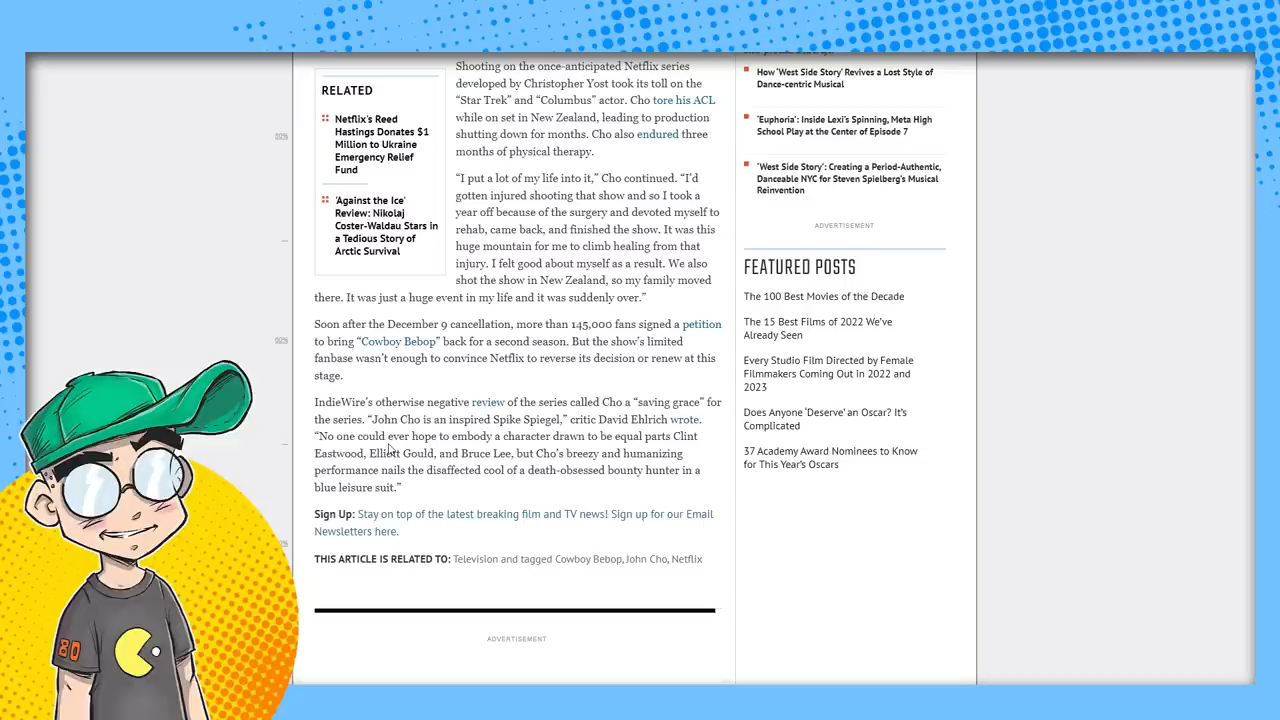 RELATED
Netflix's Reed
Hastings Donates $1
Million to Ukraine
Emergency Relief
Fund
'Against the Ice'
Review: Nikolaj
Coster-Waldau Stars in
a Tedious Story of
Arctic Survival
Shooting on the once-anticipated Netflix series
developed by Christopher Yost took its toll on the
“Star Trek” and “Columbus” actor. Cho tore his ACL
while on set in New Zealand, leading to production
shutting down for months. Cho also endured three
months of physical therapy.
“I put a lot of my life into it,” Cho continued. “I’d
gotten injured shooting that show and so I took a
year off because of the surgery and devoted myself to
rehab, came back, and finished the show. It was this
huge mountain for me to climb healing from that
injury. I felt good about myself as a result. We also
shot the show in New Zealand, so my family moved
there. It was just a huge event in my life and it was suddenly over.”
Soon after the December 9 cancellation, more than 145,000 fans signed a petition
to bring “Cowboy Bebop” back for a second season. But the show’s limited
fanbase wasn’t enough to convince Netflix to reverse its decision or renew at this
stage.
IndieWire’s otherwise negative review of the series called Cho a “saving grace” for
the series. “John Cho is an inspired Spike Spiegel,” critic David Ehlrich wrote.
“No one could ever hope to embody a character drawn to be equal parts Clint
Eastwood, Elliott Gould, and Bruce Lee, but Cho’s breezy and humanizing
performance nails the disaffected cool of a death-obsessed bounty hunter in a
blue leisure suit.”
Sign Up: Stay on top of the latest breaking film and TV news! Sign up for our Email
Newsletters here.
THIS ARTICLE IS RELATED TO: Television and tagged Cowboy Bebop, John Cho, Netflix
ADVERTISEMENT
How ‘West Side Story’ Revives a Lost Style of
Dance-centric Musical
‘Euphoria’: Inside Lexi’s Spinning, Meta High
School Play at the Center of Episode 7
‘West Side Story’: Creating a Period-Authentic,
Danceable NYC for Steven Spielberg’s Musical
Reinvention
ADVERTISEMENT
FEATURED POSTS
The 100 Best Movies of the Decade
The 15 Best Films of 2022 We’ve
Already Seen
Every Studio Film Directed by Female
Filmmakers Coming Out in 2022 and
2023
Does Anyone ‘Deserve’ an Oscar? It’s
Complicated
37 Academy Award Nominees to Know
for This Year’s Oscars
80